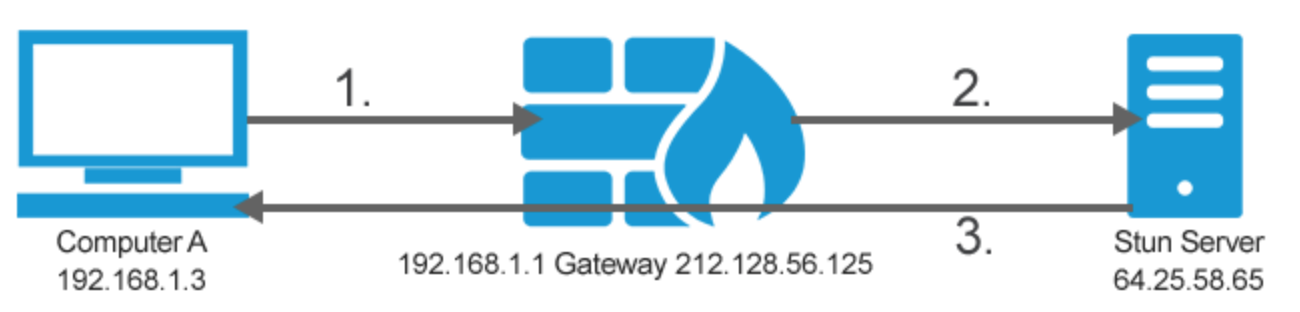 1.
2.
3.
Computer A
192.168.1.3
192.168.1.1 Gateway 212.128.56.125
Stun Server
64.25.58.65